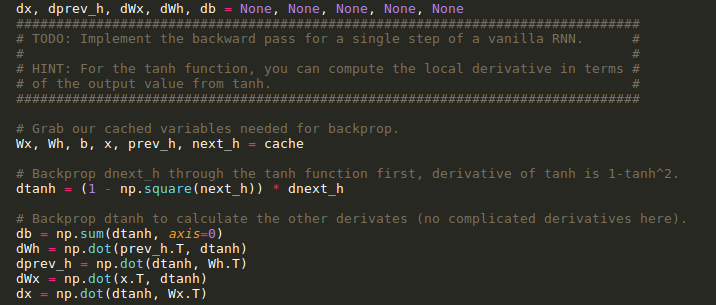 dx, dprev_h, dWx, dWh, db = None, None, None, None, None
##############################################################################
# TODO: Implement the backward pass for a single step of a vanilla RNN.      #
#                                                                            #
# HINT: For the tanh function, you can compute the local derivative in terms #
# of the output value from tanh.                                             #
##############################################################################
# Grab our cached variables needed for backprop.
Wx, Wh, b, x, prev_h, next_h = cache
# Backprop dnext_h through the tanh function first, derivative of tanh is 1-tanh^2.
dtanh = (1 - np.square(next_h)) * dnext_h
# Backprop dtanh to calculate the other derivates (no complicated derivatives here).
db = np.sum(dtanh, axis=0)
dWh = np.dot(prev_h.T, dtanh)
dprev_h = np.dot(dtanh, Wh.T)
dWx = np.dot(x.T, dtanh)
dx = np.dot(dtanh, Wx.T)